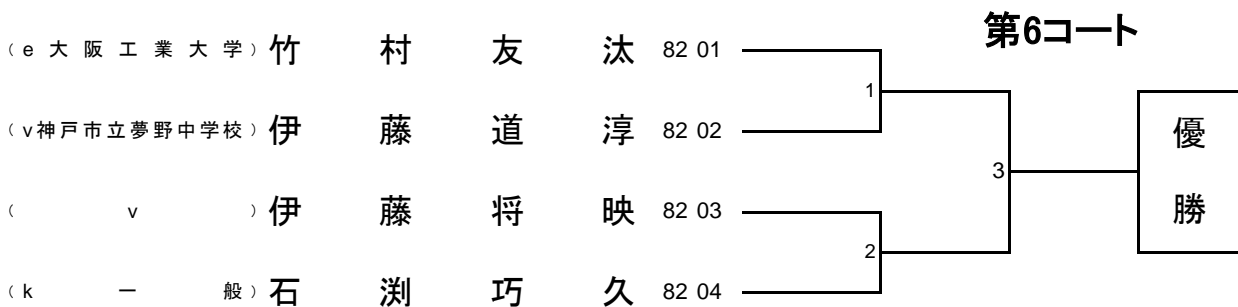 第6コート
(e大阪工業大学) 竹村友汰 82 01
1
(v神戸市立夢野中学校) 伊藤道淳 82 02
優勝
3
(v) 伊藤将映 82 03
2
(k一般) 石渕巧久 82 04